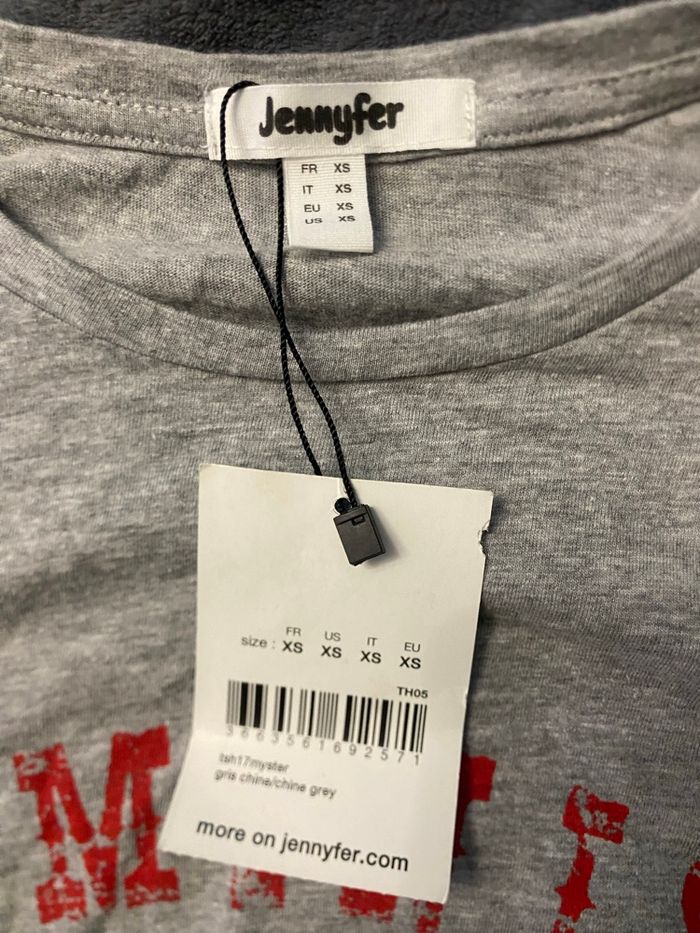 Jennyfer
FR XS
IT XS
EU XS
US XS
FR US IT EU
size : XS XS XS XS
TH05
3663561692571
tsh17myster
gris chine/chine grey
more on jennyfer.com
M